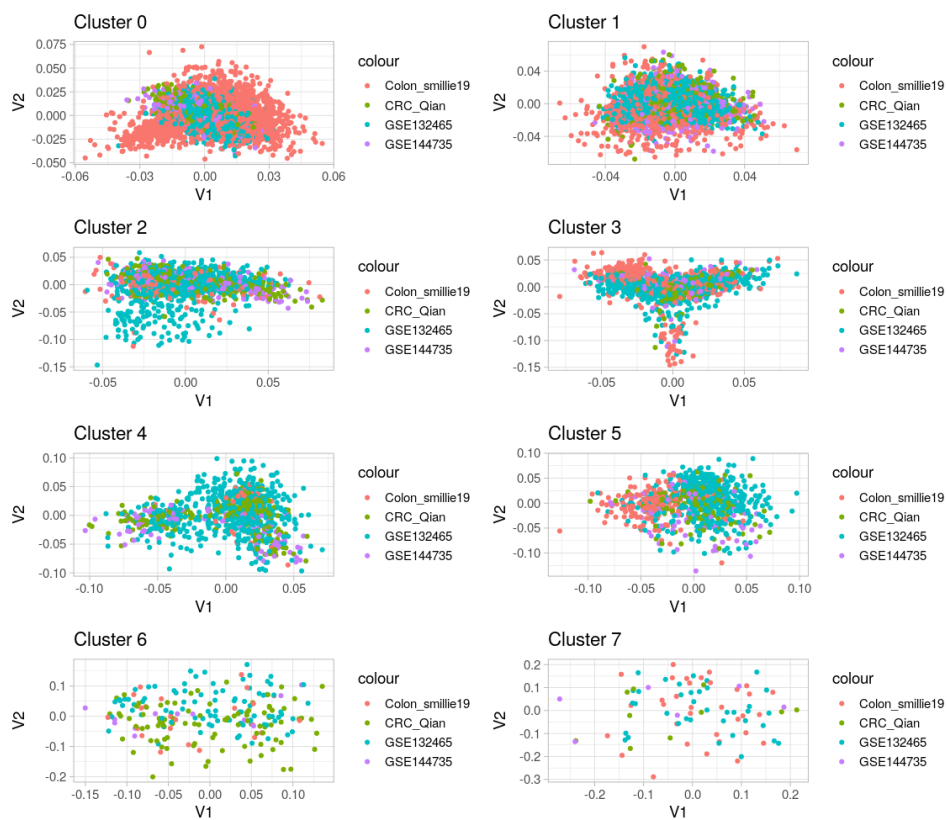 Cluster 0
0.075
0.050
0.025
0.000
-0.025
-0.050
V2
-0.06
-0.03
0.00
0.03
0.06
V1
colour
Colon_smillie19
CRC_Qian
GSE132465
GSE144735
Cluster 1
0.04
0.00
-0.04
V2
-0.04
0.00
0.04
V1
colour
Colon_smillie19
CRC_Qian
GSE132465
GSE144735
Cluster 2
0.05
0.00
-0.05
-0.10
-0.15
V2
-0.05
0.00
0.05
V1
colour
Colon_smillie19
CRC_Qian
GSE132465
GSE144735
Cluster 3
0.05
0.00
-0.05
-0.10
-0.15
V2
-0.05
0.00
0.05
V1
colour
Colon_smillie19
CRC_Qian
GSE132465
GSE144735
Cluster 4
0.10
0.05
0.00
-0.05
-0.10
V2
-0.10
-0.05
0.00
0.05
V1
colour
Colon_smillie19
CRC_Qian
GSE132465
GSE144735
Cluster 5
0.10
0.05
0.00
-0.05
-0.10
V2
-0.10
-0.05
0.00
0.05
0.10
V1
colour
Colon_smillie19
CRC_Qian
GSE132465
GSE144735
Cluster 6
0.1
0.0
-0.1
-0.2
V2
-0.15
-0.10
-0.05
0.00
0.05
0.10
V1
colour
Colon_smillie19
CRC_Qian
GSE132465
GSE144735
Cluster 7
0.2
0.1
0.0
-0.1
-0.2
-0.3
V2
-0.2
-0.1
0.0
0.1
0.2
V1
colour
Colon_smillie19
CRC_Qian
GSE132465
GSE144735